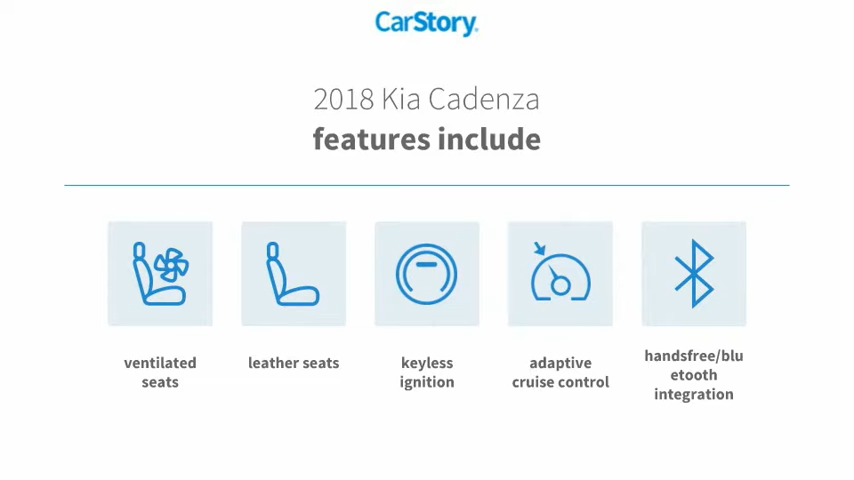 CarStory
2018 Kia Cadenza
features include
ventilated
seats
leather seats
keyless
ignition
adaptive
cruise control
handsfree/blu
etooth
integration